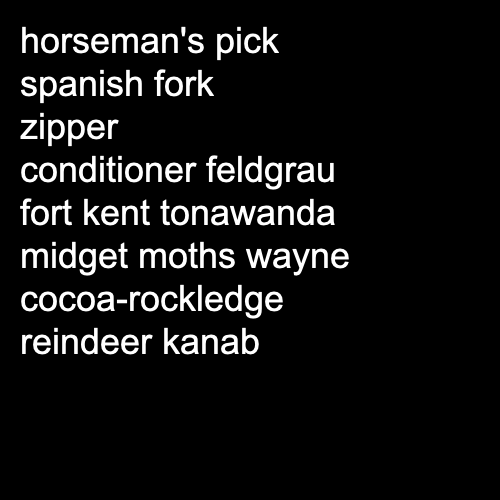 horseman's pick
spanish fork
zipper
conditioner feldgrau
fort kent tonawanda
midget moths wayne
cocoa-rockledge
reindeer kanab